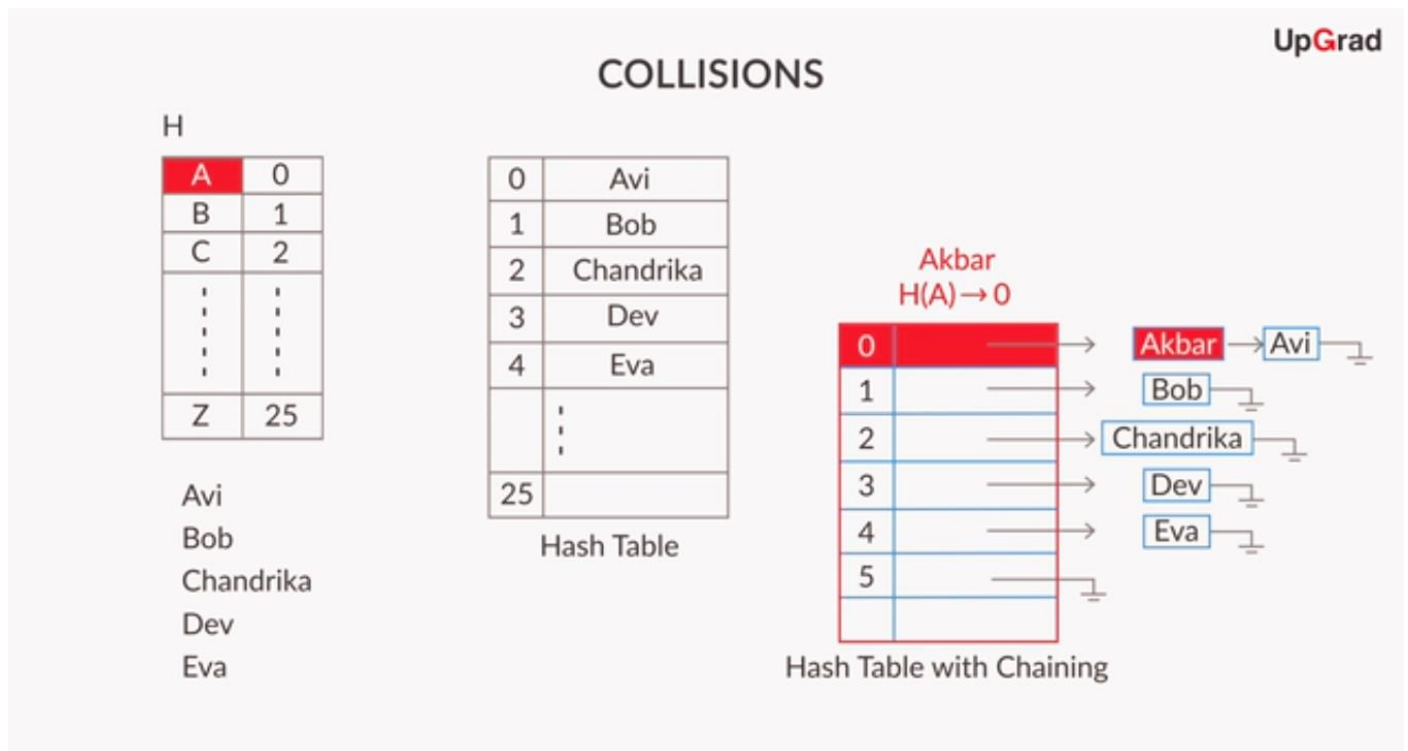 UpGrad
COLLISIONS
H
A 0
B 1
C 2
Z 25
Avi
Bob
Chandrika
Dev
Eva
0 Avi
1 Bob
2 Chandrika
3 Dev
4 Eva
25
Hash Table
Akbar
H(A)→0
0 Akbar Avi
1 Bob
2 Chandrika
3 Dev
4 Eva
5
Hash Table with Chaining